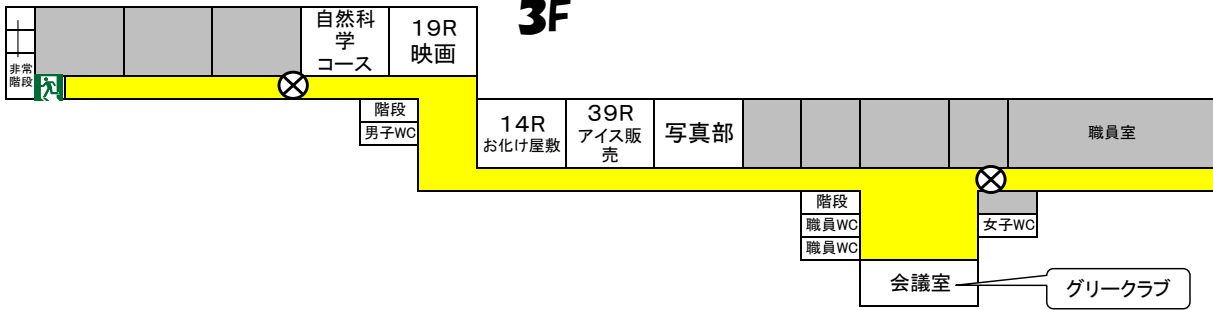 3F
自然科
学
コース
19R
映画
非常
階段
階段
男子WC
14R
お化け屋敷
39R
アイス販
売
写真部
職員室
階段
職員WC
職員WC
女子WC
会議室
グリークラブ